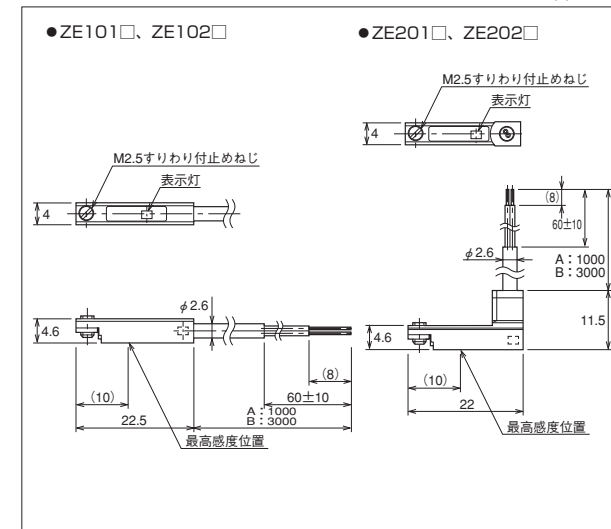 ●ZE101□、ZE102□
M2.5すりわり付止めねじ
表示灯
4
φ2.6
4.6
(8)
(10)
60±10
22.5
A：1000
B：3000
最高感度位置
●ZE201□、ZE202□
M2.5すりわり付止めねじ
表示灯
4
(8)
60±10
φ2.6
A：1000
B：3000
11.5
4.6
(10)
22
最高感度位置